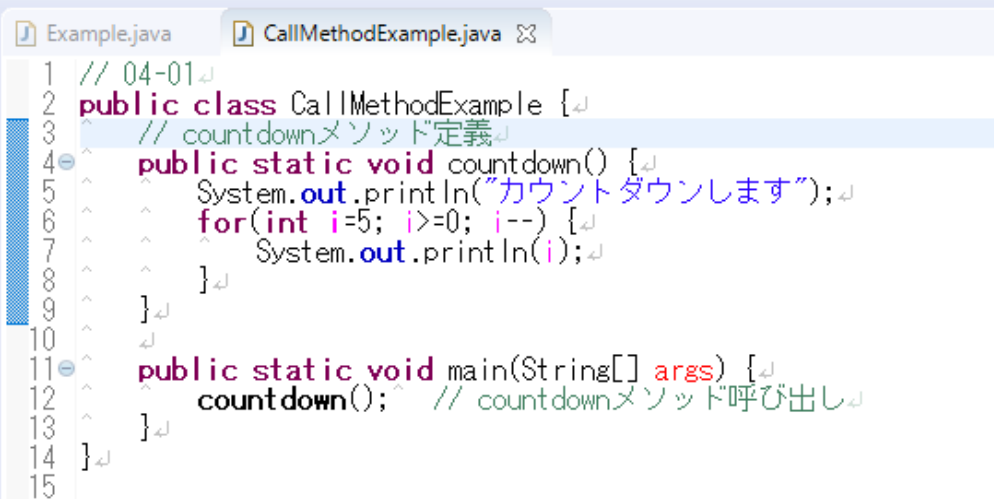 Example.java CallMethodExample.java
1 // 04-01
2 public class CallMethodExample {
3 // countdownメソッド定義
4 public static void countdown() {
5 System.out.println("カウントダウンします");
6 for(int i=5; i>=0; i--) {
7 System.out.println(i);
8 }
9 }
10
11 public static void main(String[] args) {
12 countdown(); // countdownメソッド呼び出し
13 }
14 }
15